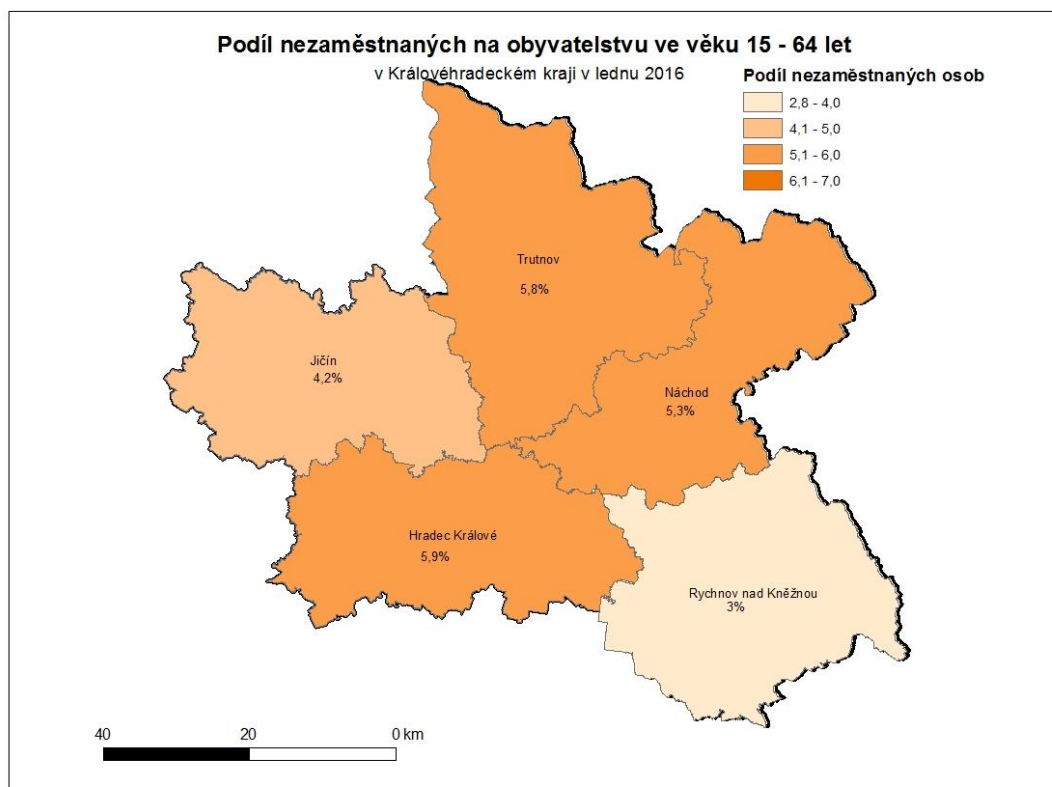 Podíl nezaměstnaných na obyvatelstvu ve věku 15 - 64 let
v Královéhradeckém kraji v lednu 2016
Podíl nezaměstnaných osob
2,8 - 4,0
4,1 - 5,0
5,1 - 6,0
6,1 - 7,0
Trutnov
5,8%
Jičín
4,2%
Náchod
5,3%
Hradec Králové
5,9%
Rychnov nad Kněžnou
3%
40 20 0 km